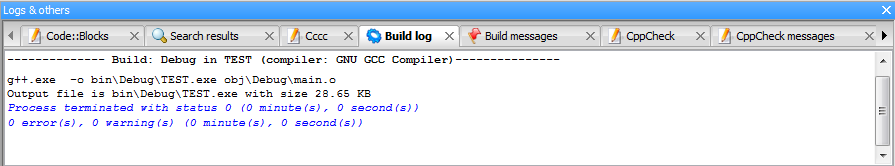 Logs & others
Code::Blocks Search results Cccc Build log Build messages CppCheck CppCheck messages
-------------- Build: Debug in TEST (compiler: GNU GCC Compiler)---------------
g++.exe  -o bin\Debug\TEST.exe obj\Debug\main.o
Output file is bin\Debug\TEST.exe with size 28.65 KB
Process terminated with status 0 (0 minute(s), 0 second(s))
0 error(s), 0 warning(s) (0 minute(s), 0 second(s))